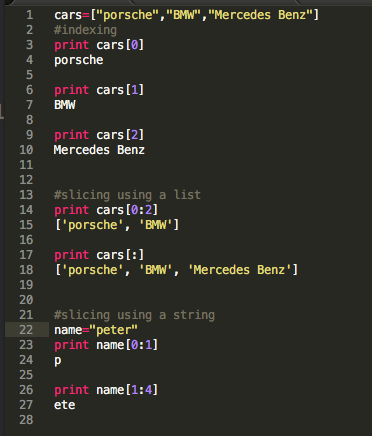 1 cars=["porsche","BMW","Mercedes Benz"]
2 #indexing
3 print cars[0]
4 porsche
5
6 print cars[1]
7 BMW
8
9 print cars[2]
10 Mercedes Benz
11
12
13 #slicing using a list
14 print cars[0:2]
15 ['porsche', 'BMW']
16
17 print cars[:]
18 ['porsche', 'BMW', 'Mercedes Benz']
19
20
21 #slicing using a string
22 name="peter"
23 print name[0:1]
24 p
25
26 print name[1:4]
27 ete
28